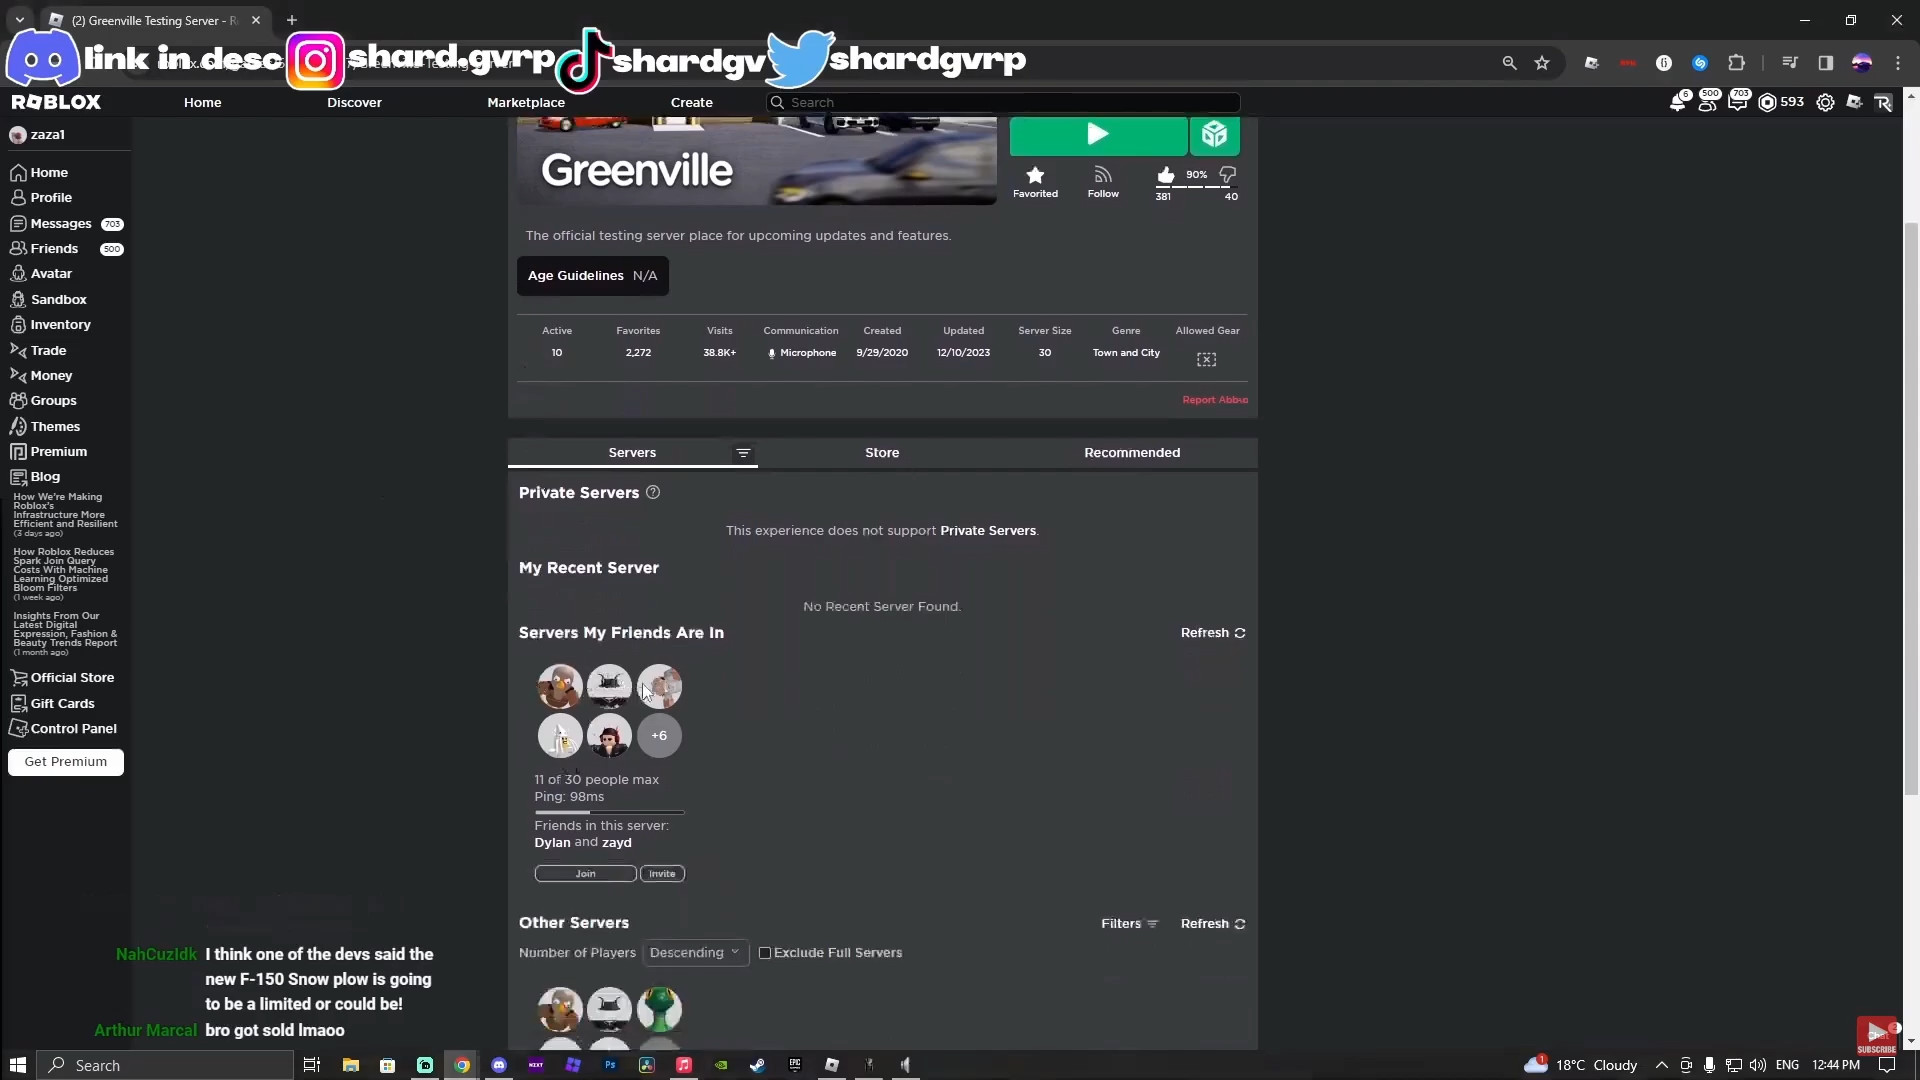 (2) Greenville Testing Server - R
link in desc
shard.gvrp
shardgv
shardgvrp
ROBLOX
Home
Discover
Marketplace
Create
Search
6
500
703
593
zaza1
Home
Profile
Messages 703
Friends 500
Avatar
Sandbox
Inventory
Trade
Money
Groups
Themes
Premium
Blog
How We're Making
Roblox's
Infrastructure More
Efficient and Resilient
(3 days ago)
How Roblox Reduces
Spark Join Query
Costs With Machine
Learning Optimized
Bloom Filters
(1 week ago)
Insights From Our
Latest Digital
Expression, Fashion &
Beauty Trends Report
(1 month ago)
Official Store
Gift Cards
Control Panel
Get Premium
Greenville
Favorited
Follow
90%
381
40
The official testing server place for upcoming updates and features.
Age Guidelines N/A
Active Favorites Visits Communication Created Updated Server Size Genre Allowed Gear
10 2,272 38.8K+ Microphone 9/29/2020 12/10/2023 30 Town and City
Report Abuse
Servers
Store
Recommended
Private Servers
This experience does not support Private Servers.
My Recent Server
No Recent Server Found.
Servers My Friends Are In
Refresh
+6
11 of 30 people max
Ping: 98ms
Friends in this server:
Dylan and zayd
Join
Invite
Other Servers
Filters
Refresh
Number of Players Descending Exclude Full Servers
NahCuzIdk I think one of the devs said the
new F-150 Snow plow is going
to be a limited or could be!
Arthur Marcal bro got sold lmaoo
SUBSCRIBE
Search
18°C Cloudy
ENG
12:44 PM